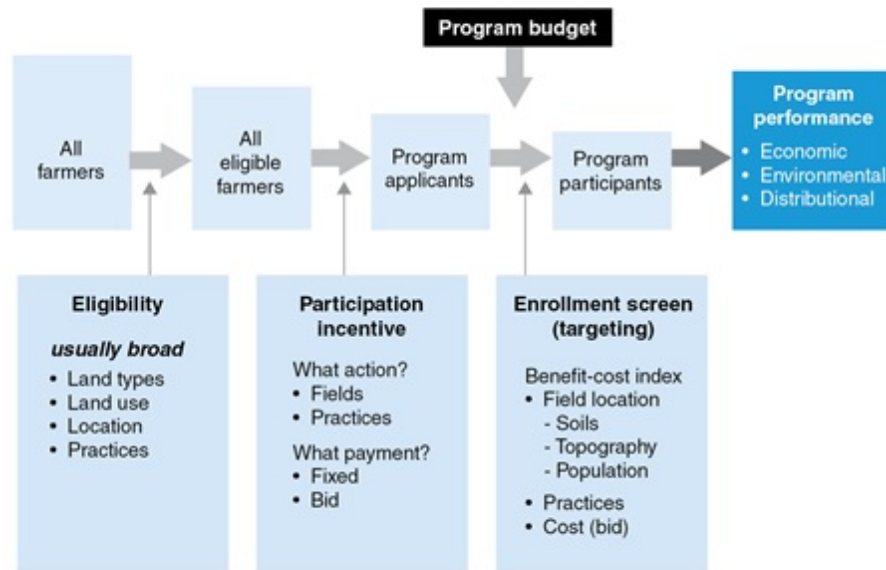 Program budget
All
farmers
All
eligible
farmers
Program
applicants
Program
participants
Program
performance
• Economic
• Environmental
• Distributional
Eligibility
usually broad
• Land types
• Land use
• Location
• Practices
Participation
incentive
What action?
• Fields
• Practices
What payment?
• Fixed
• Bid
Enrollment screen
(targeting)
Benefit-cost index
• Field location
- Soils
- Topography
- Population
• Practices
• Cost (bid)